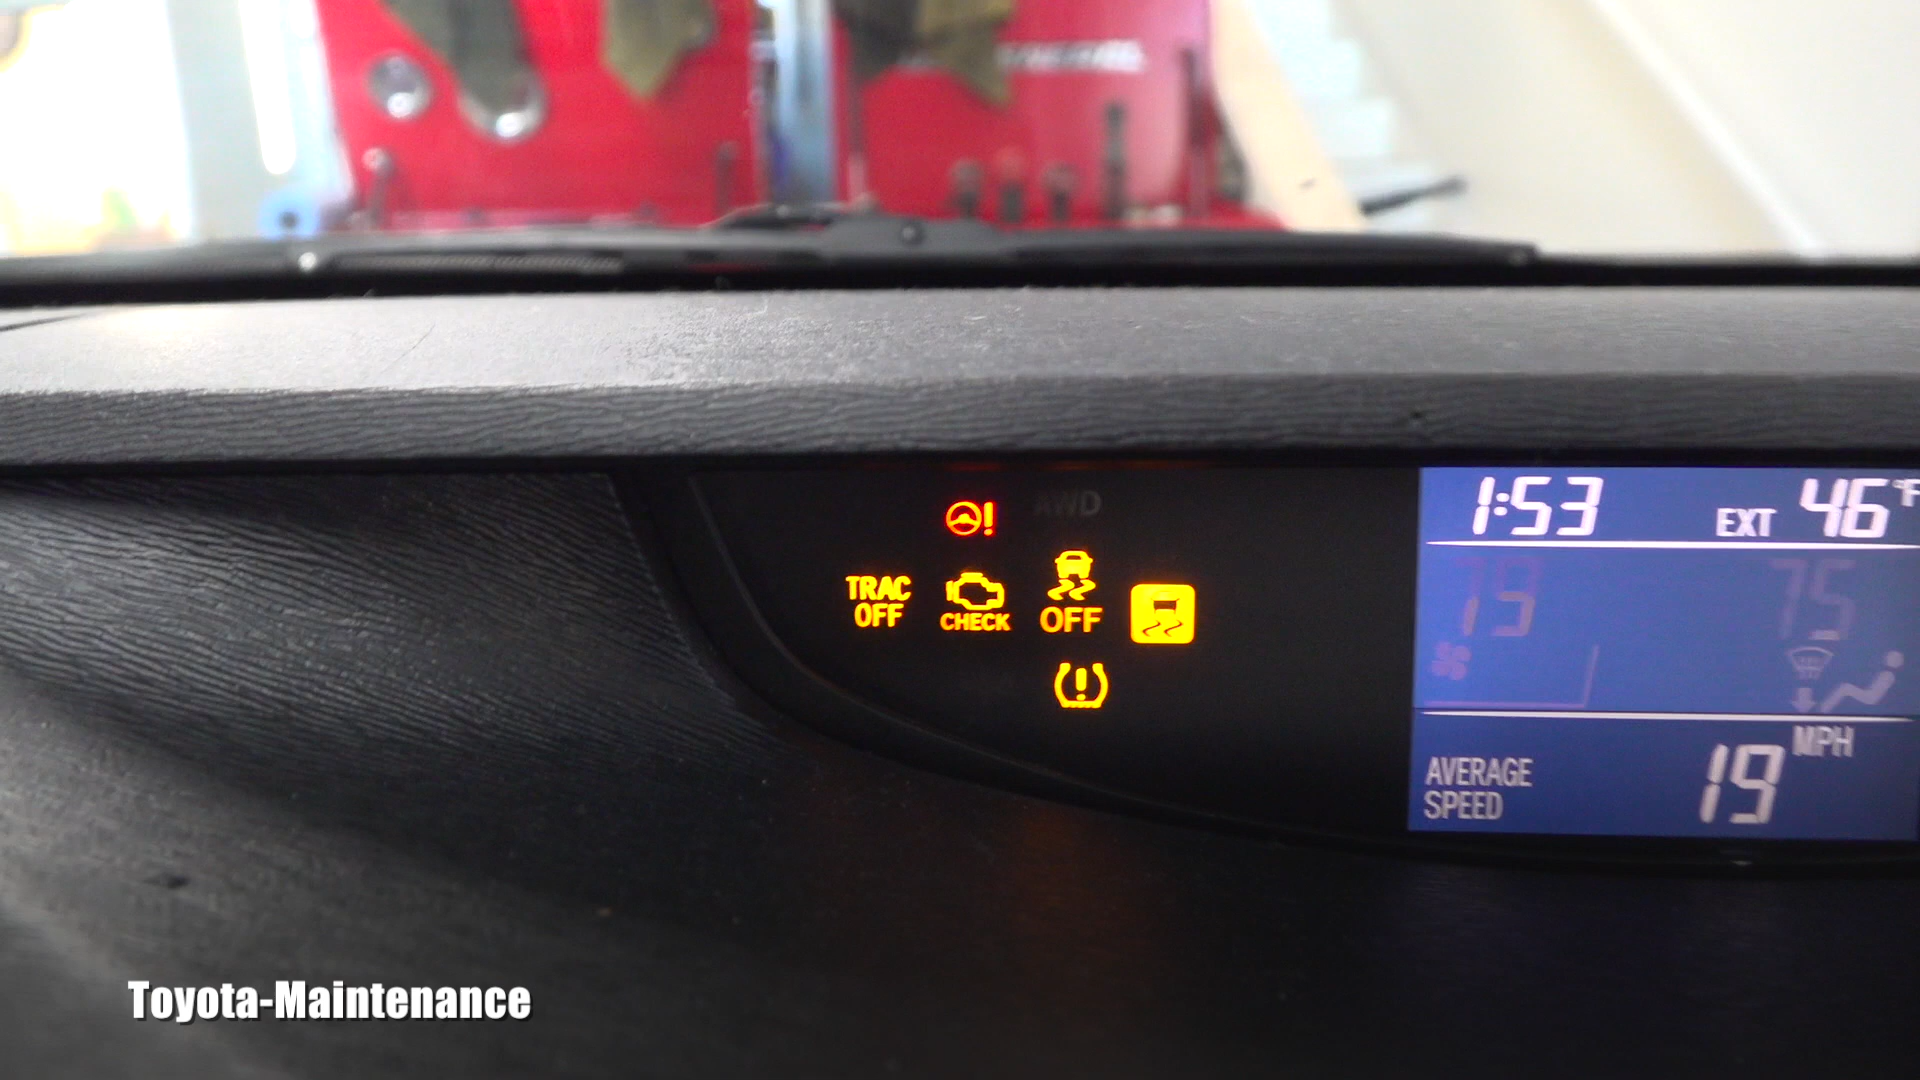 AWD
TRAC
OFF
CHECK
OFF
1:53
EXT 46°F
79 75
AVERAGE
SPEED
19 MPH
Toyota-Maintenance